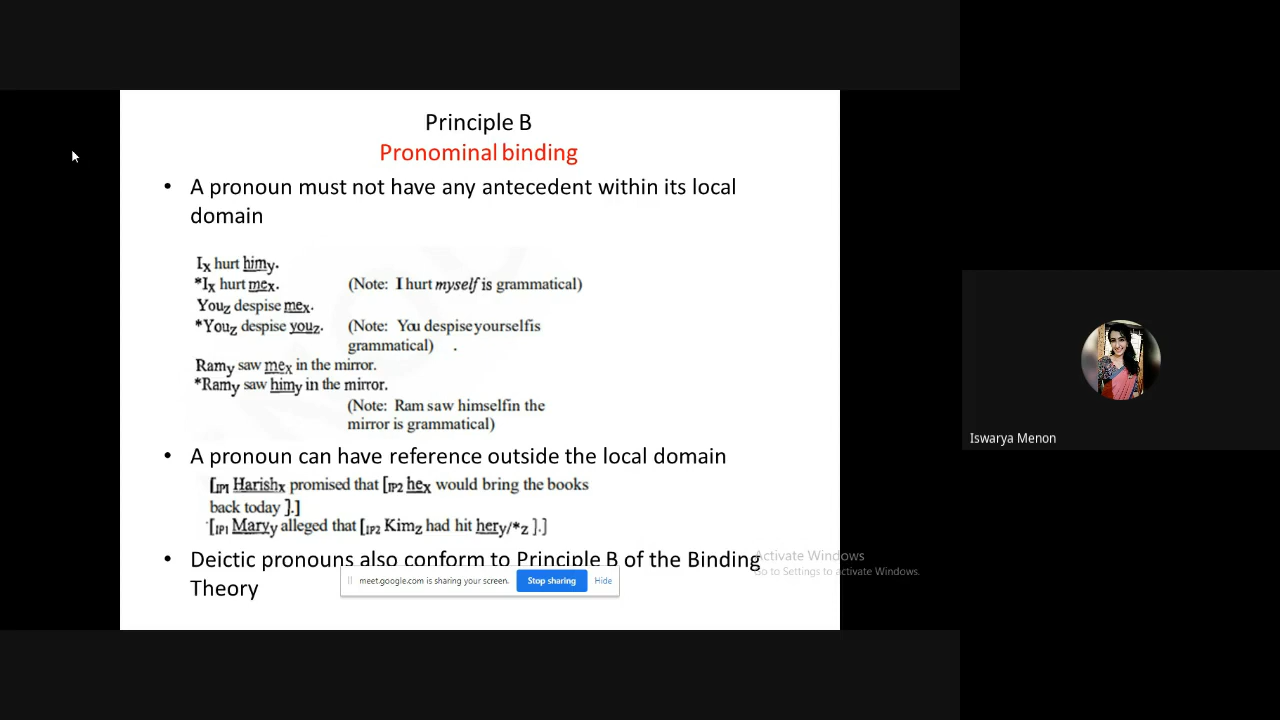 Principle B
Pronominal binding
• A pronoun must not have any antecedent within its local
domain
Ix hurt himy.
*Ix hurt mex. (Note: I hurt myself is grammatical)
Youz despise mex.
*Youz despise youz. (Note: You despise yourselfis
grammatical) .
Ramy saw mex in the mirror.
*Ramy saw himy in the mirror.
(Note: Ram saw himselfin the
mirror is grammatical)
• A pronoun can have reference outside the local domain
[IP1 Harishx promised that [IP2 hex would bring the books
back today ].]
[IP1 Maryy alleged that [IP2 Kimz had hit hery/*z ].]
• Deictic pronouns also conform to Principle B of the Binding
Theory
meet.google.com is sharing your screen. Stop sharing Hide
Activate Windows
Go to Settings to activate Windows.
Iswarya Menon